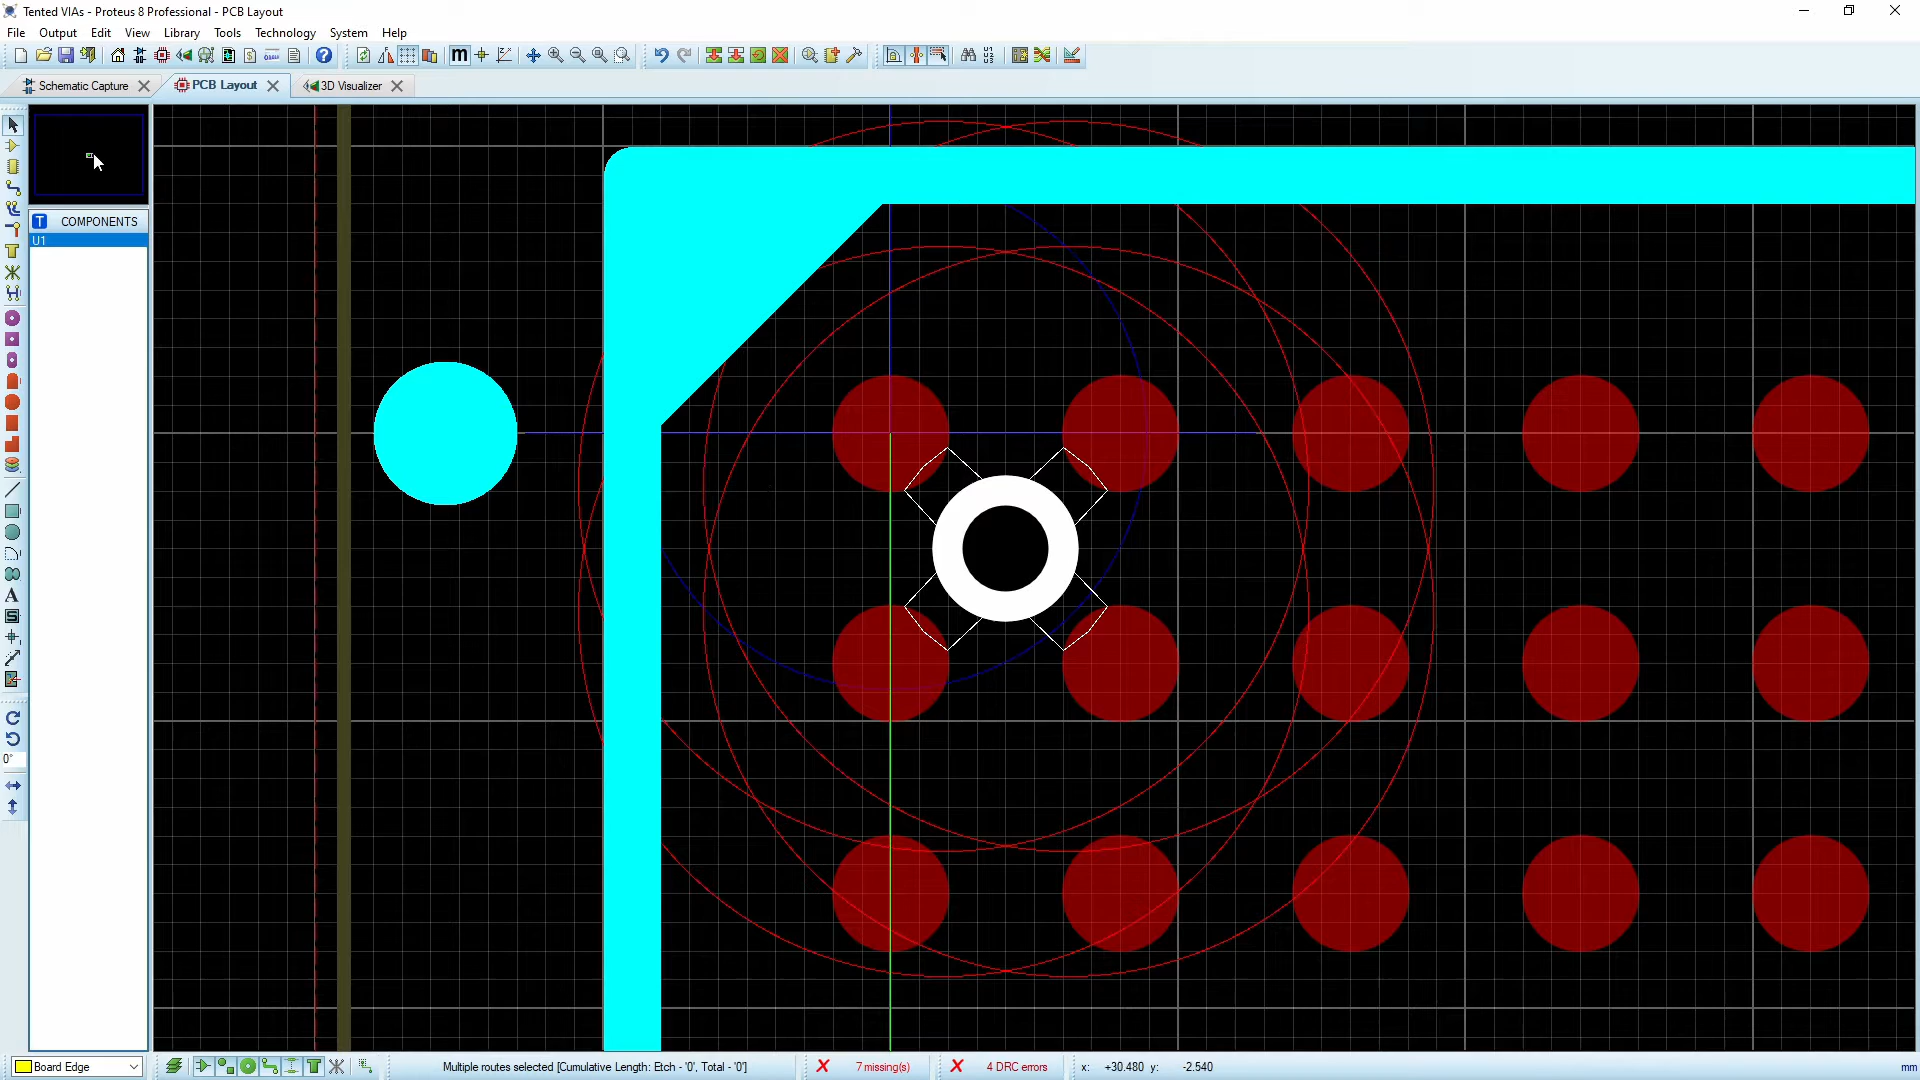 Tented VIAs - Proteus 8 Professional - PCB Layout
File Output Edit View Library Tools Technology System Help
Schematic Capture PCB Layout 3D Visualizer
T COMPONENTS
U1
0°
Board Edge
Multiple routes selected [Cumulative Length: Etch - '0', Total - '0']
7 missing(s)
4 DRC errors
x: +30.480 y: -2.540
mm